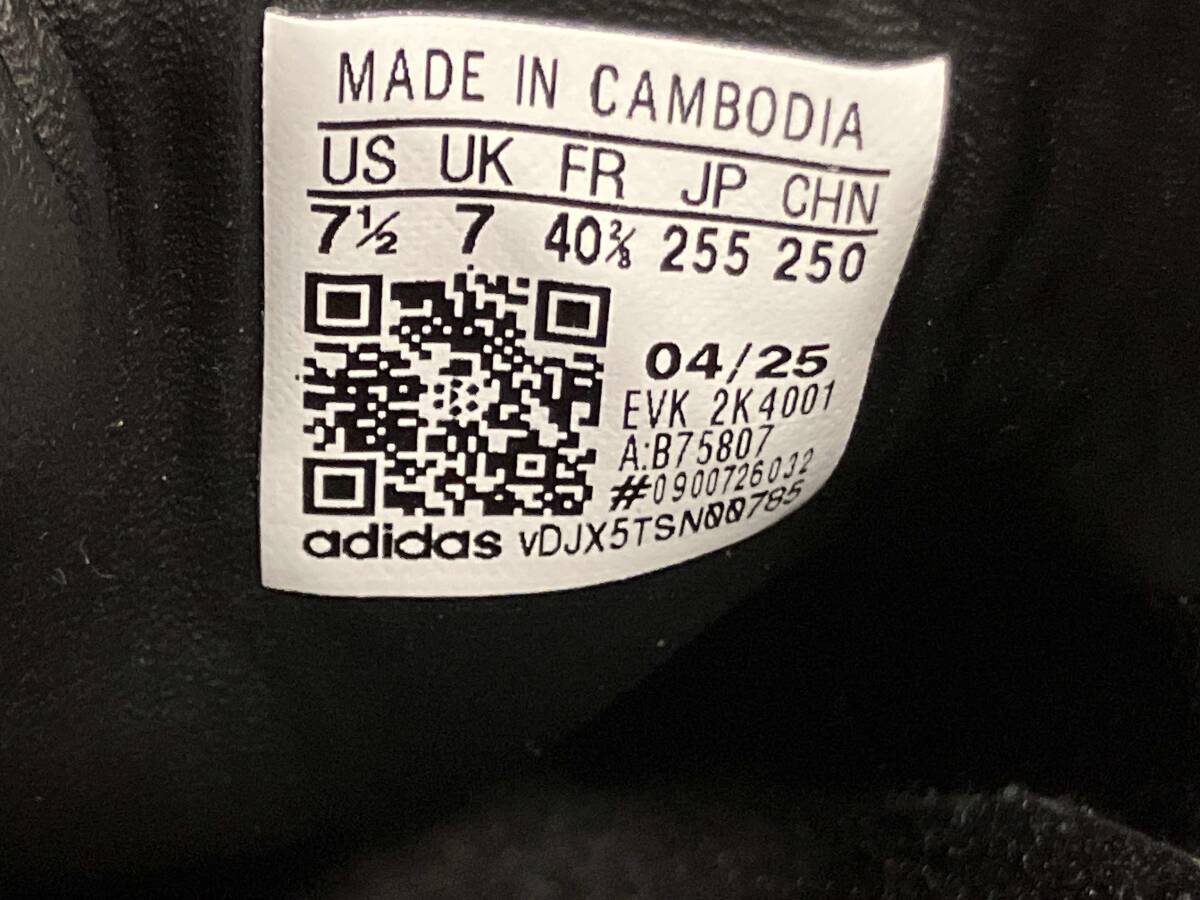 MADE IN CAMBODIA
US UK FR JP CHN
7½ 7 40⅔ 255 250
04/25
EVK 2K4001
A:B75807
#0900726032
adidas vDJX5TSN00785